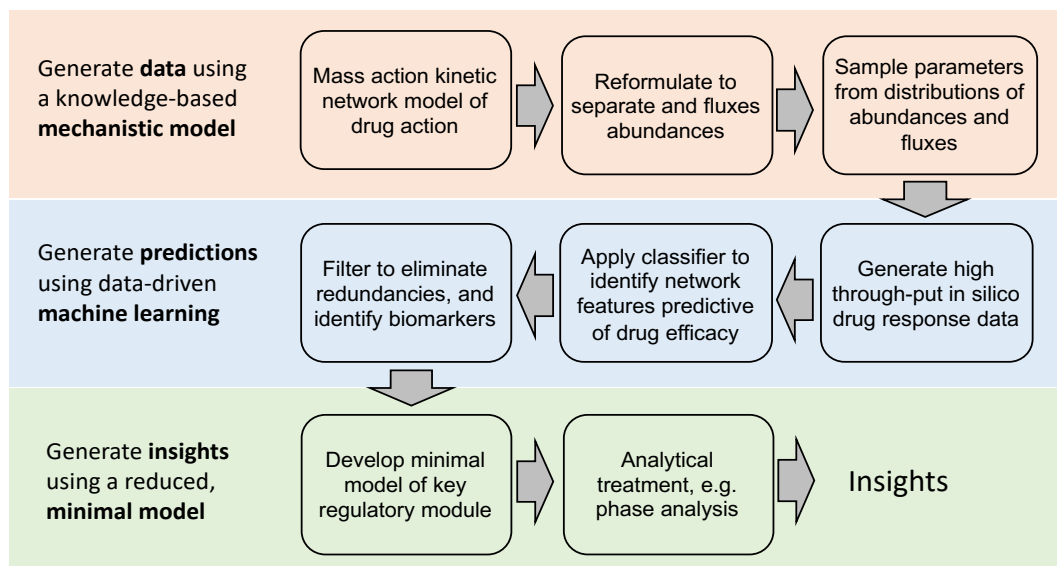 Generate data using
a knowledge-based
mechanistic model
Mass action kinetic
network model of
drug action
Reformulate to
separate and fluxes
abundances
Sample parameters
from distributions of
abundances and
fluxes
Generate predictions
using data-driven
machine learning
Filter to eliminate
redundancies, and
identify biomarkers
Apply classifier to
identify network
features predictive
of drug efficacy
Generate high
through-put in silico
drug response data
Generate insights
using a reduced,
minimal model
Develop minimal
model of key
regulatory module
Analytical
treatment, e.g.
phase analysis
Insights